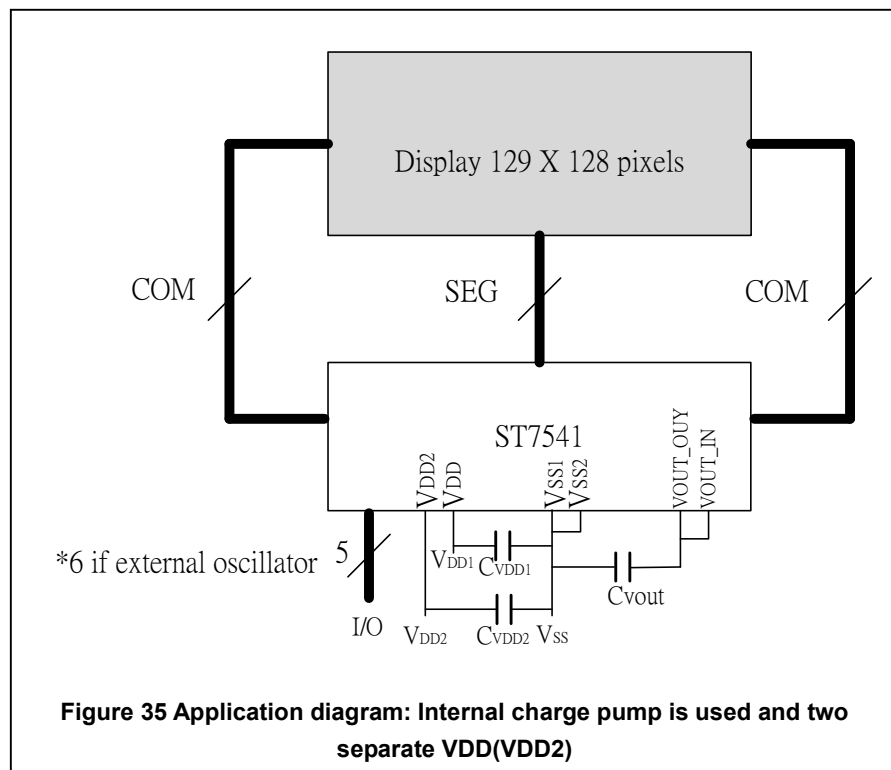 Display 129 X 128 pixels
COM
SEG
COM
ST7541
VDD2
VDD
VSS1
VSS2
VOUT_OUY
VOUT_IN
*6 if external oscillator
5
I/O
VDD1
CVDD1
Cvout
VDD2
CVDD2
VSS
Figure 35 Application diagram: Internal charge pump is used and two
separate VDD(VDD2)